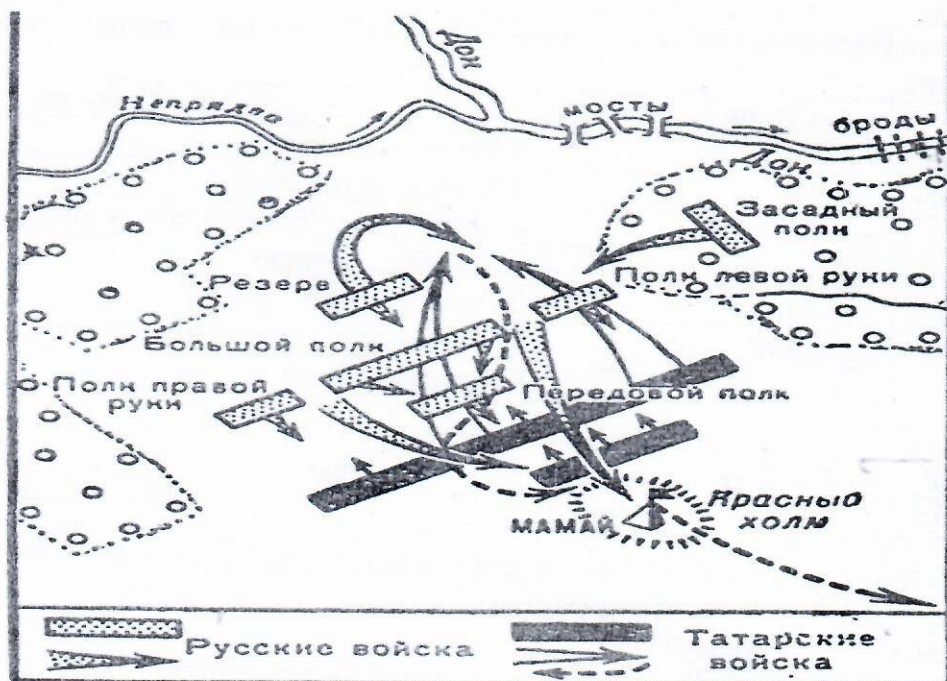 Дон
Непрядва
мосты
броды
Дон
Засадный
полк
Резерв
Полк левой руки
Большой полк
Полк правой
руки
Передовой полк
Красный
холм
МАМАЙ
Русские войска
Татарские
войска